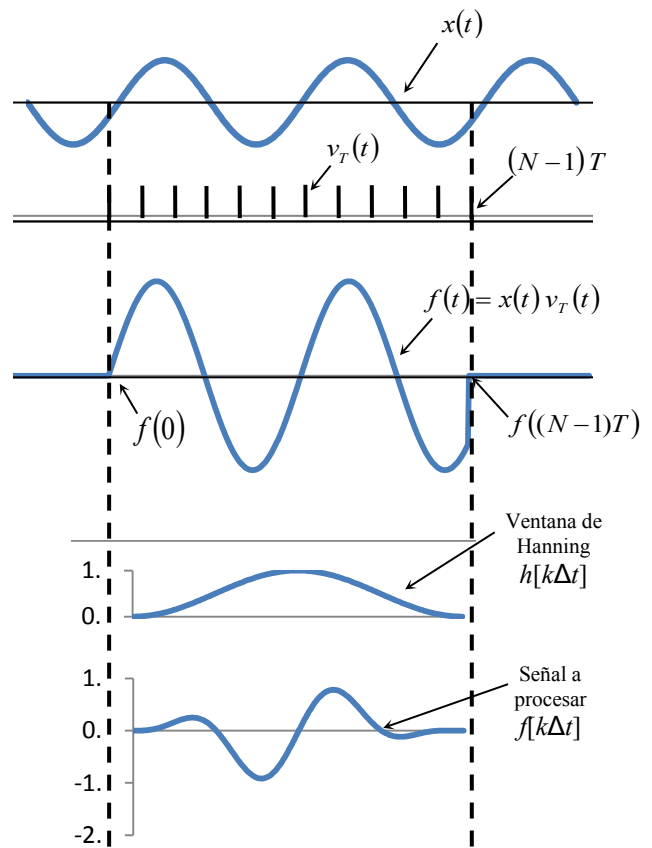 x(t)
v_T(t)
(N − 1) T
f(t) = x(t) v_T(t)
f(0)
f((N − 1)T)
Ventana de
Hanning
h[kΔt]
1.
0.
Señal a
procesar
f[kΔt]
1.
0.
-1.
-2.